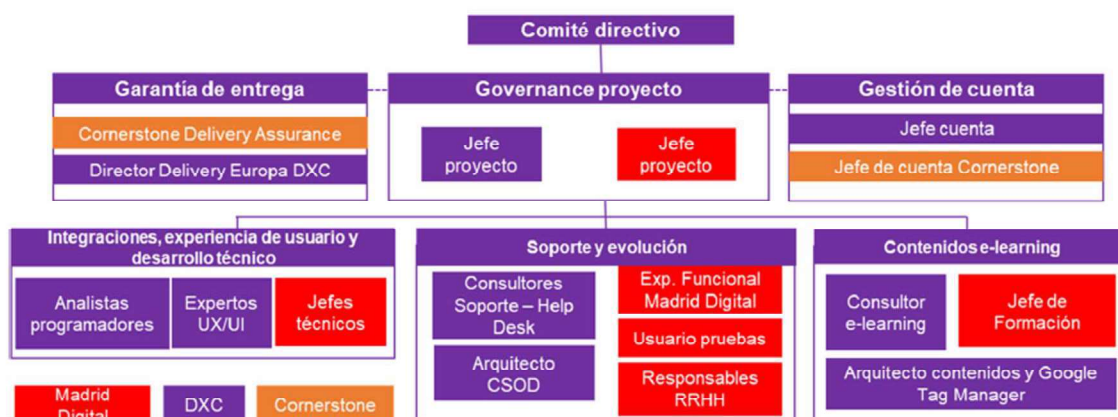 Comité directivo
Garantía de entrega
Cornerstone Delivery Assurance
Director Delivery Europa DXC
Governance proyecto
Jefe
proyecto
Jefe
proyecto
Gestión de cuenta
Jefe cuenta
Jefe de cuenta Cornerstone
Integraciones, experiencia de usuario y
desarrollo técnico
Analistas
programadores
Expertos
UX/UI
Jefes
técnicos
Soporte y evolución
Consultores
Soporte – Help
Desk
Arquitecto
CSOD
Exp. Funcional
Madrid Digital
Usuario pruebas
Responsables
RRHH
Contenidos e-learning
Consultor
e-learning
Jefe de
Formación
Arquitecto contenidos y Google
Tag Manager
Madrid
Digital
DXC
Cornerstone